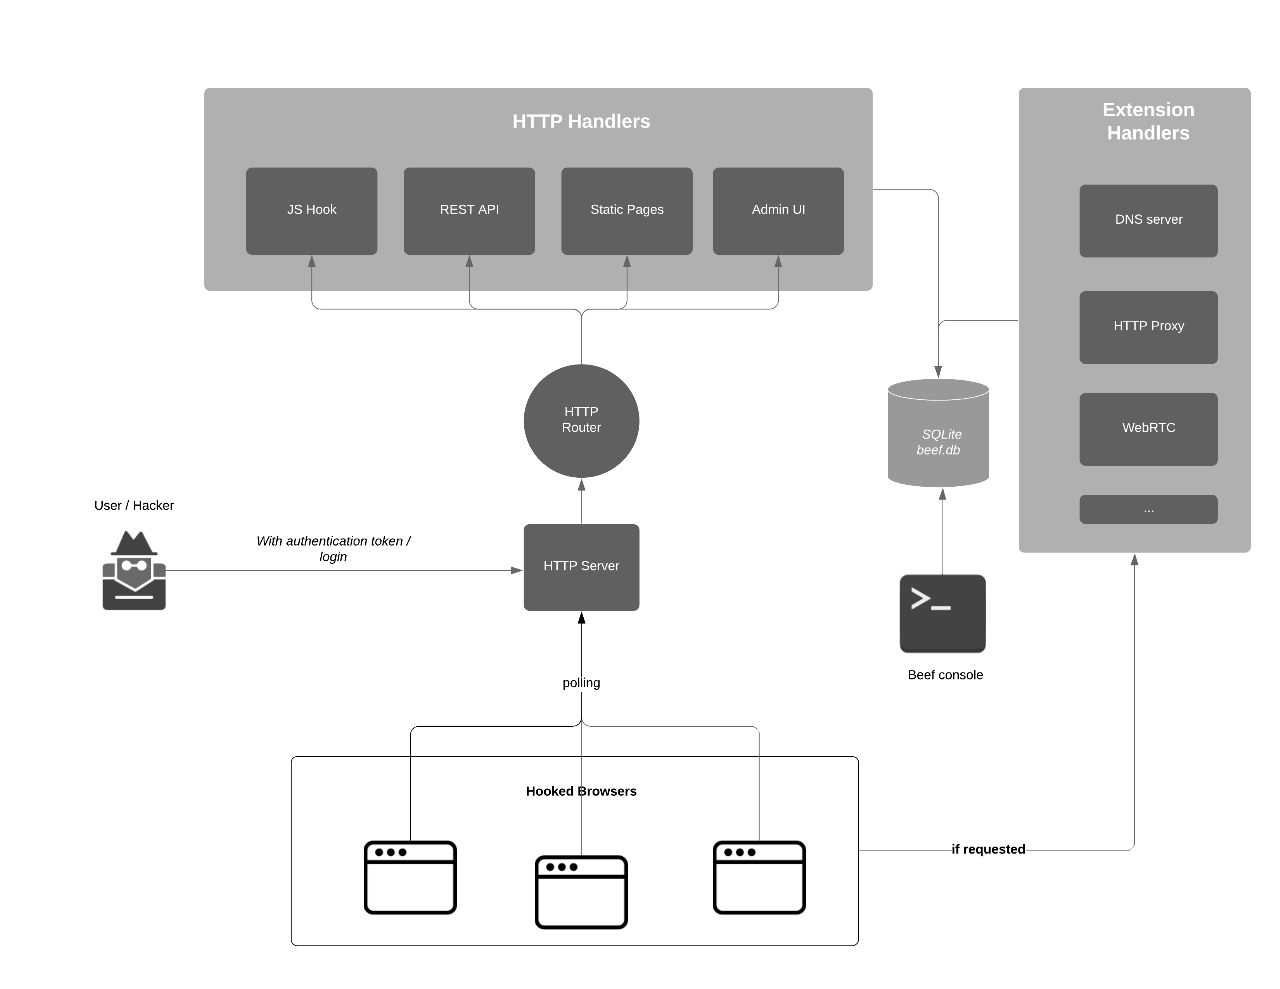 HTTP Handlers
JS Hook
REST API
Static Pages
Admin UI
Extension
Handlers
DNS server
HTTP Proxy
WebRTC
...
HTTP
Router
SQLite
beef.db
User / Hacker
With authentication token /
login
HTTP Server
>_
Beef console
polling
Hooked Browsers
if requested